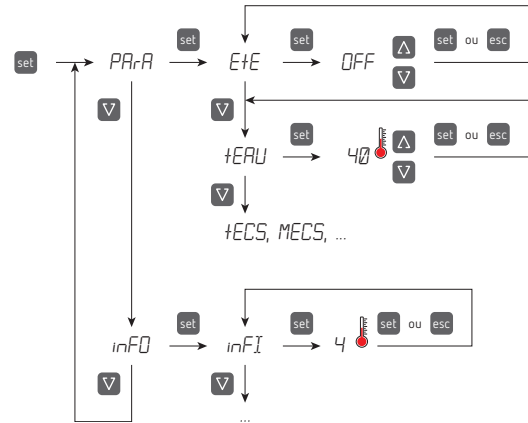 set set set set ou esc
set PArA EtE OFF
set set ou esc
tEAU 40
tECS, MECS, ...
set set set ou esc
inFO inFI 4
...